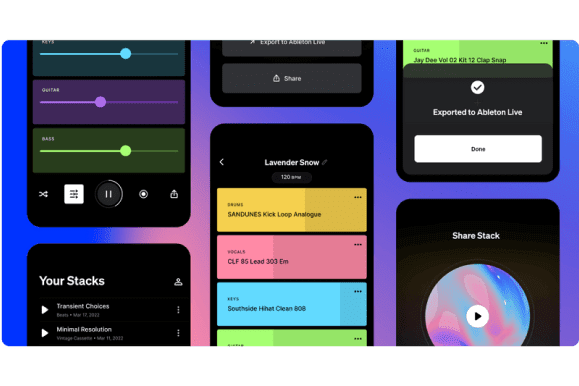 KEYS
GUITAR
BASS
Your Stacks
Transient Choices
Beats • Mar 17, 2022
Minimal Resolution
Vintage Cassette • Mar 11, 2022
Export to Ableton Live
Share
Lavender Snow
120 BPM
DRUMS
SANDUNES Kick Loop Analogue
VOCALS
CLF 85 Lead 303 Em
KEYS
Southside Hihat Clean 808
GUITAR
GUITAR
Jay Dee Vol 02 Kit 12 Clap Snap
Exported to Ableton Live
Done
Share Stack